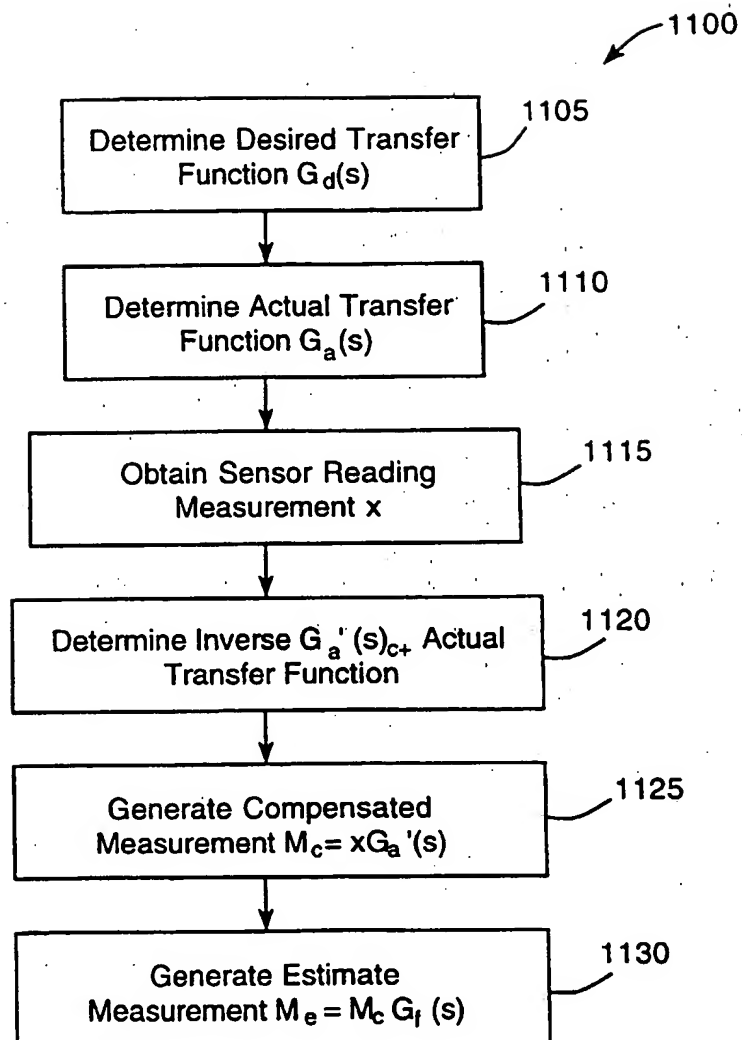 1100
1105
Determine Desired Transfer
Function G_d(s)
1110
Determine Actual Transfer
Function G_a(s)
1115
Obtain Sensor Reading
Measurement x
1120
Determine Inverse G_a'(s)_c+ Actual
Transfer Function
1125
Generate Compensated
Measurement M_c= xG_a'(s)
1130
Generate Estimate
Measurement M_e = M_c G_f (s)